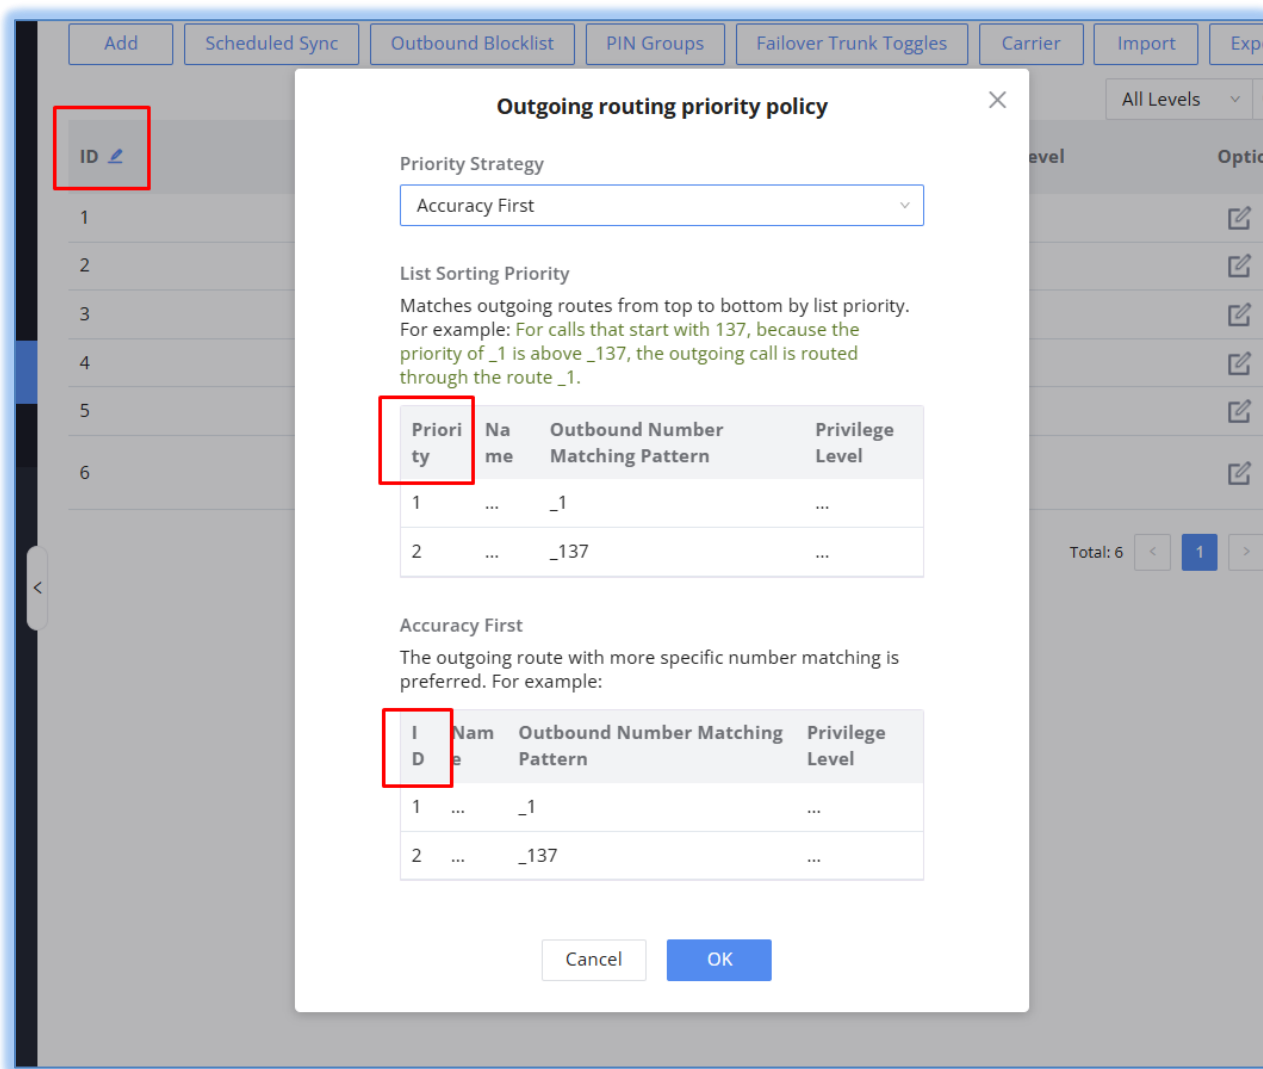 Add Scheduled Sync Outbound Blocklist PIN Groups Failover Trunk Toggles Carrier Import
All Levels
Outgoing routing priority policy
ID
Priority Strategy
Accuracy First
1
2
3
4
5
6
List Sorting Priority
Matches outgoing routes from top to bottom by list priority.
For example: For calls that start with 137, because the
priority of _1 is above _137, the outgoing call is routed
through the route _1.
Priori Na Outbound Number Privilege
ty me Matching Pattern Level
1 ... _1 ...
2 ... _137 ...
Total: 6 < 1 >
Accuracy First
The outgoing route with more specific number matching is
preferred. For example:
I Nam Outbound Number Matching Privilege
D e Pattern Level
1 ... _1 ...
2 ... _137 ...
Cancel OK